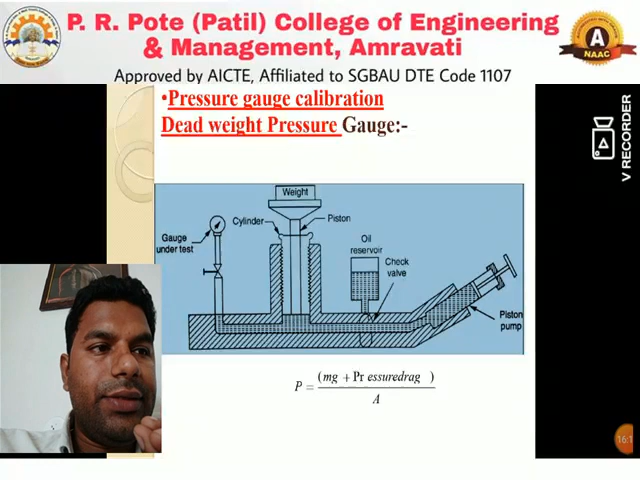 P. R. Pote (Patil) College of Engineering
& Management, Amravati
Approved by AICTE, Affiliated to SGBAU DTE Code 1107
A
NAAC
•Pressure gauge calibration
Dead weight Pressure Gauge:-
V RECORDER
Weight
Cylinder
Piston
Gauge
under test
Oil
reservoir
Check
valve
Piston
pump
P = (mg + Pr essuredrag )
A
16:1